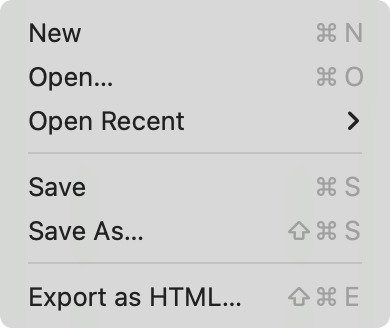 New ⌘ N
Open... ⌘ O
Open Recent >
Save ⌘ S
Save As... ⇧ ⌘ S
Export as HTML... ⇧ ⌘ E